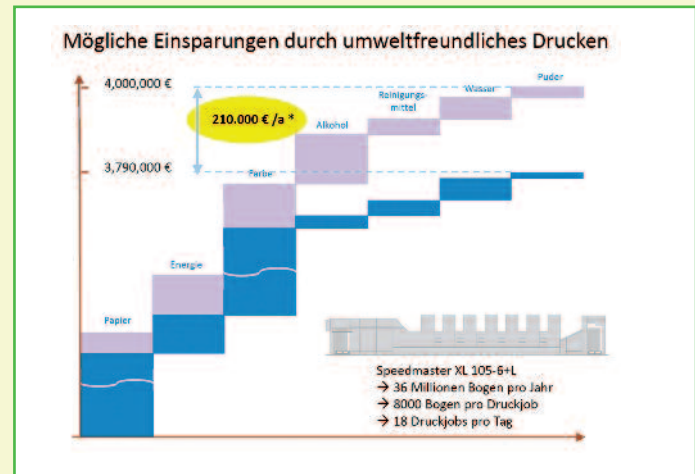 Mögliche Einsparungen durch umweltfreundliches Drucken
4,000,000 €
Puder
Wasser
Reinigungs-
mittel
210.000 € /a *
Alkohol
3,790,000 €
Farbe
Energie
Papier
Speedmaster XL 105-6+L
→ 36 Millionen Bogen pro Jahr
→ 8000 Bogen pro Druckjob
→ 18 Druckjobs pro Tag